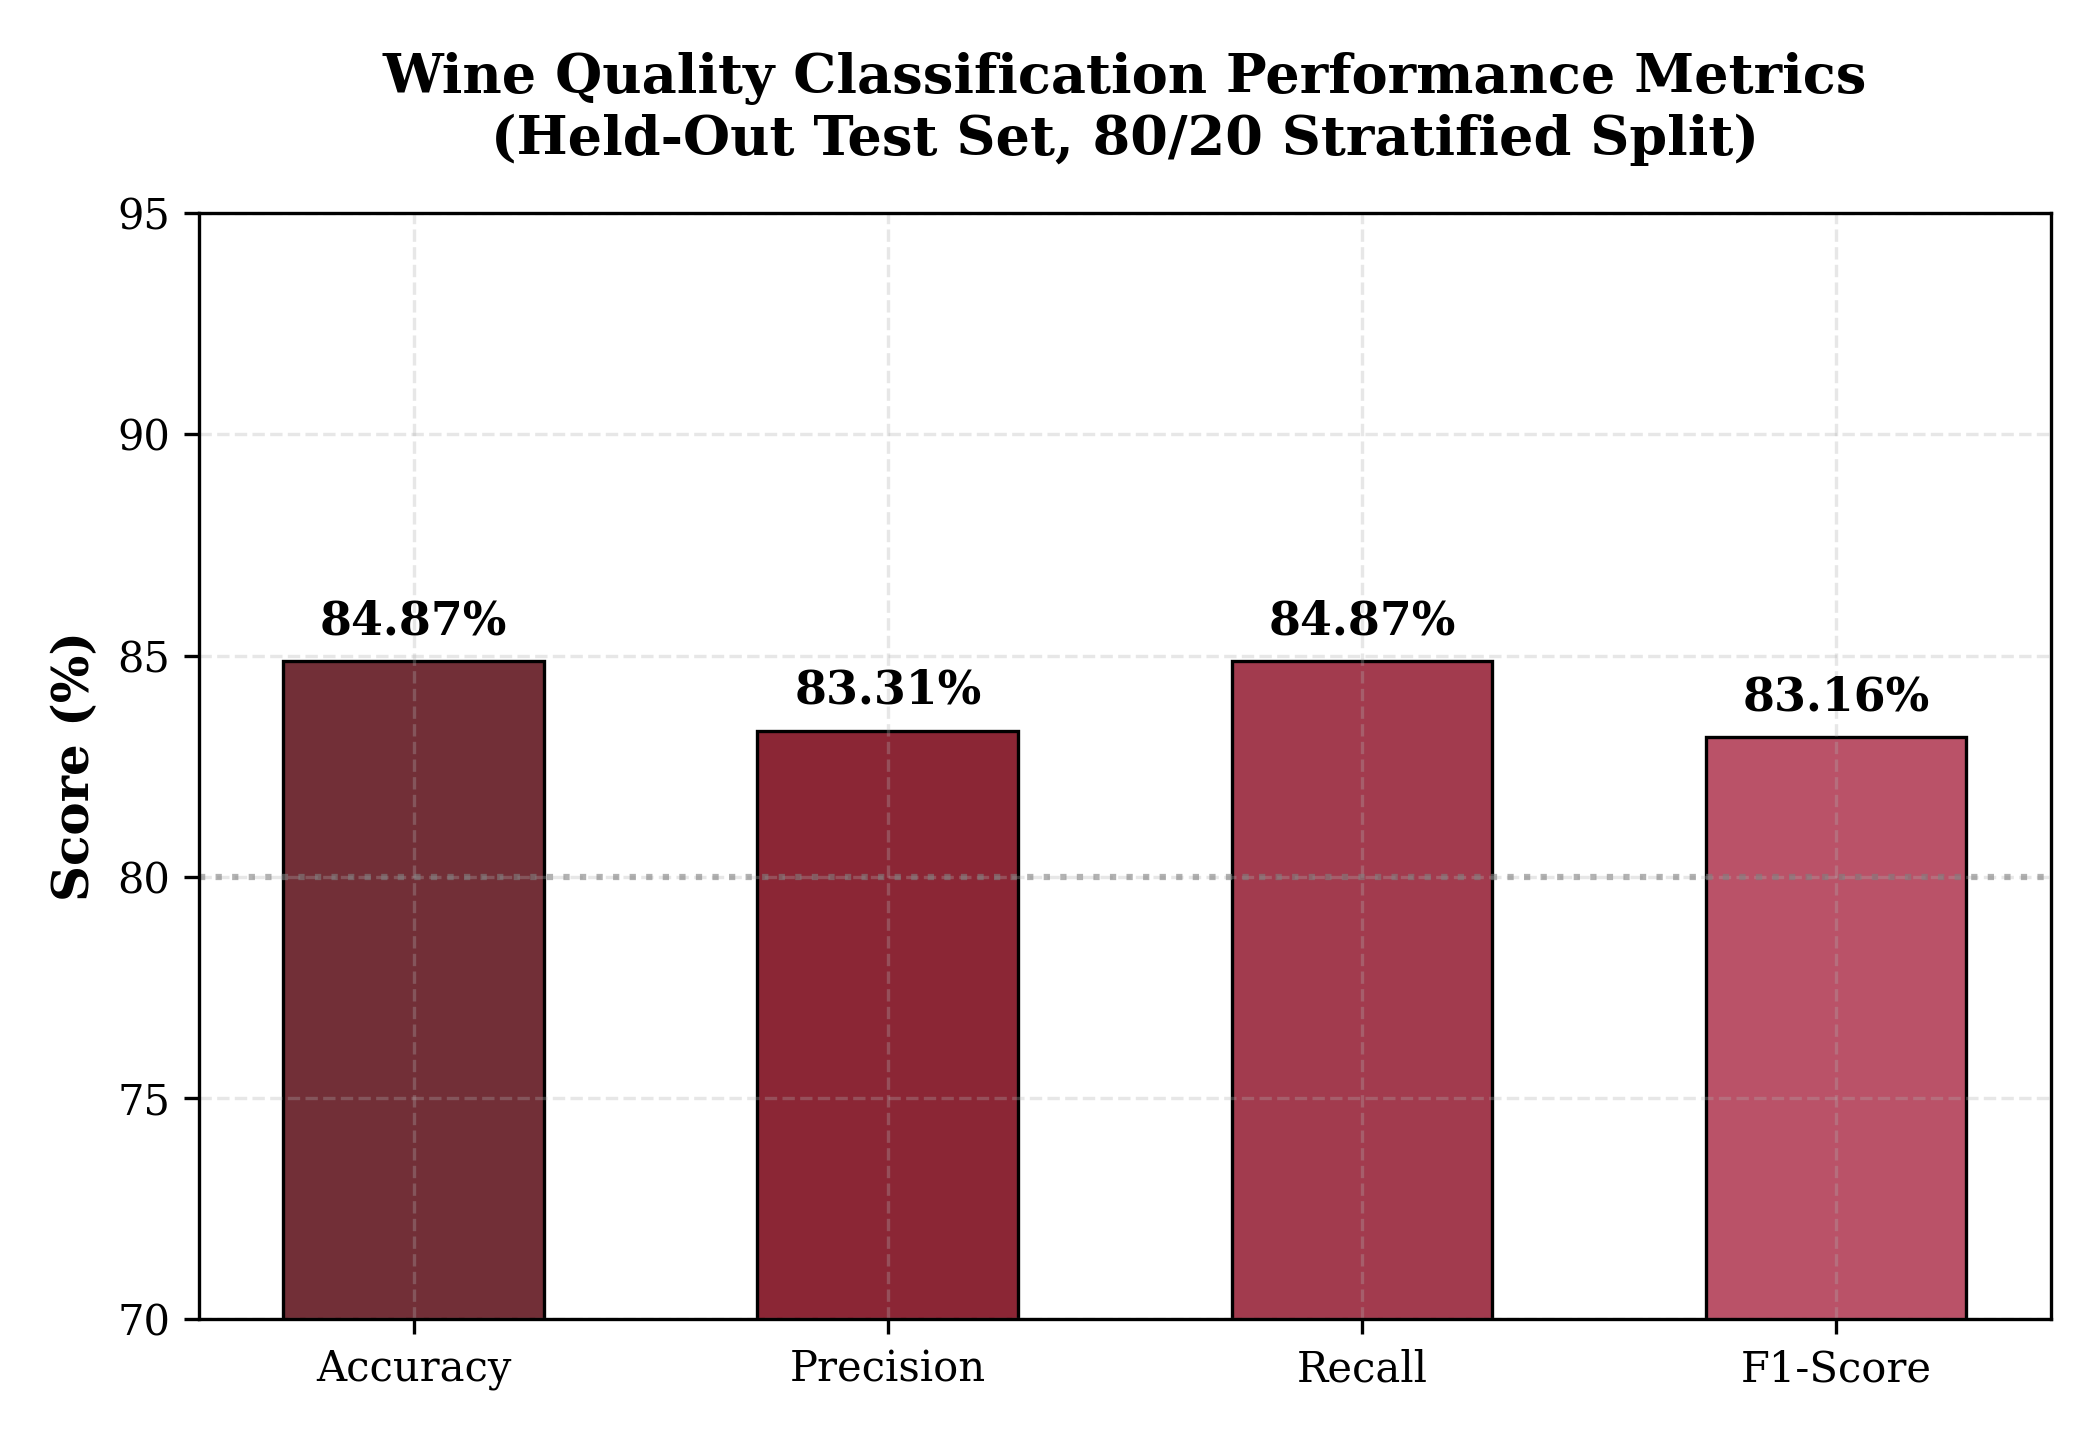 Wine Quality Classification Performance Metrics
(Held-Out Test Set, 80/20 Stratified Split)
95
90
85
80
75
70
Score (%)
84.87%
83.31%
84.87%
83.16%
Accuracy
Precision
Recall
F1-Score